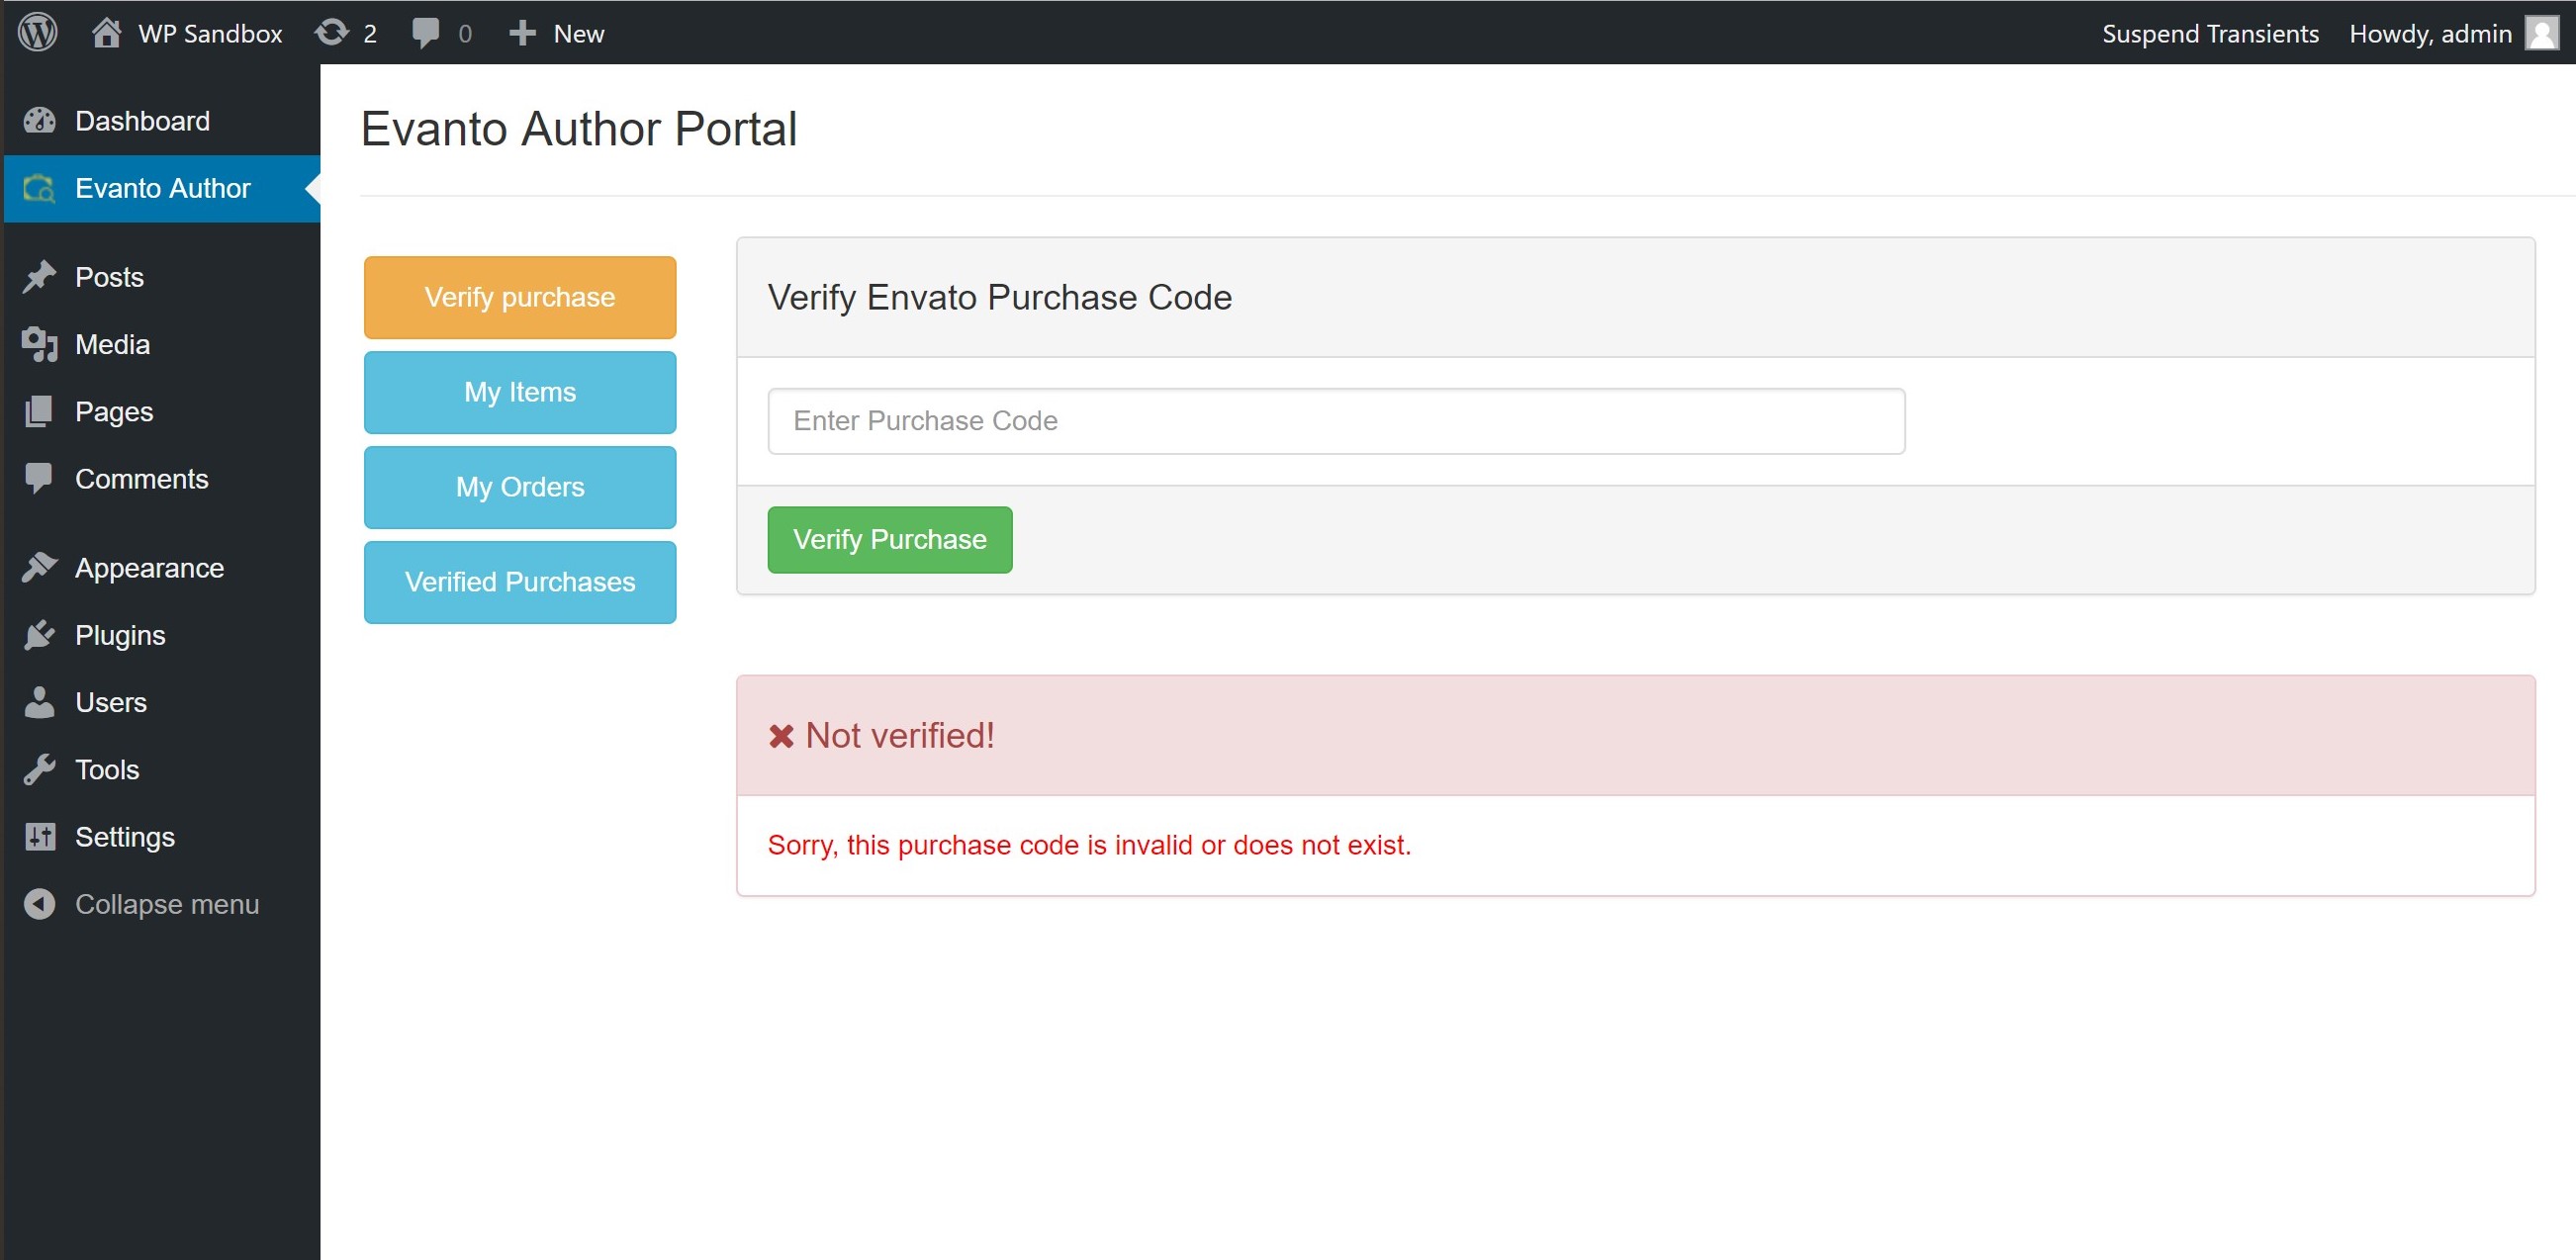 WP Sandbox 2 0 New Suspend Transients Howdy, admin
Dashboard
Evanto Author
Posts
Media
Pages
Comments
Appearance
Plugins
Users
Tools
Settings
Collapse menu
Evanto Author Portal
Verify purchase
My Items
My Orders
Verified Purchases
Verify Envato Purchase Code
Enter Purchase Code
Verify Purchase
Not verified!
Sorry, this purchase code is invalid or does not exist.